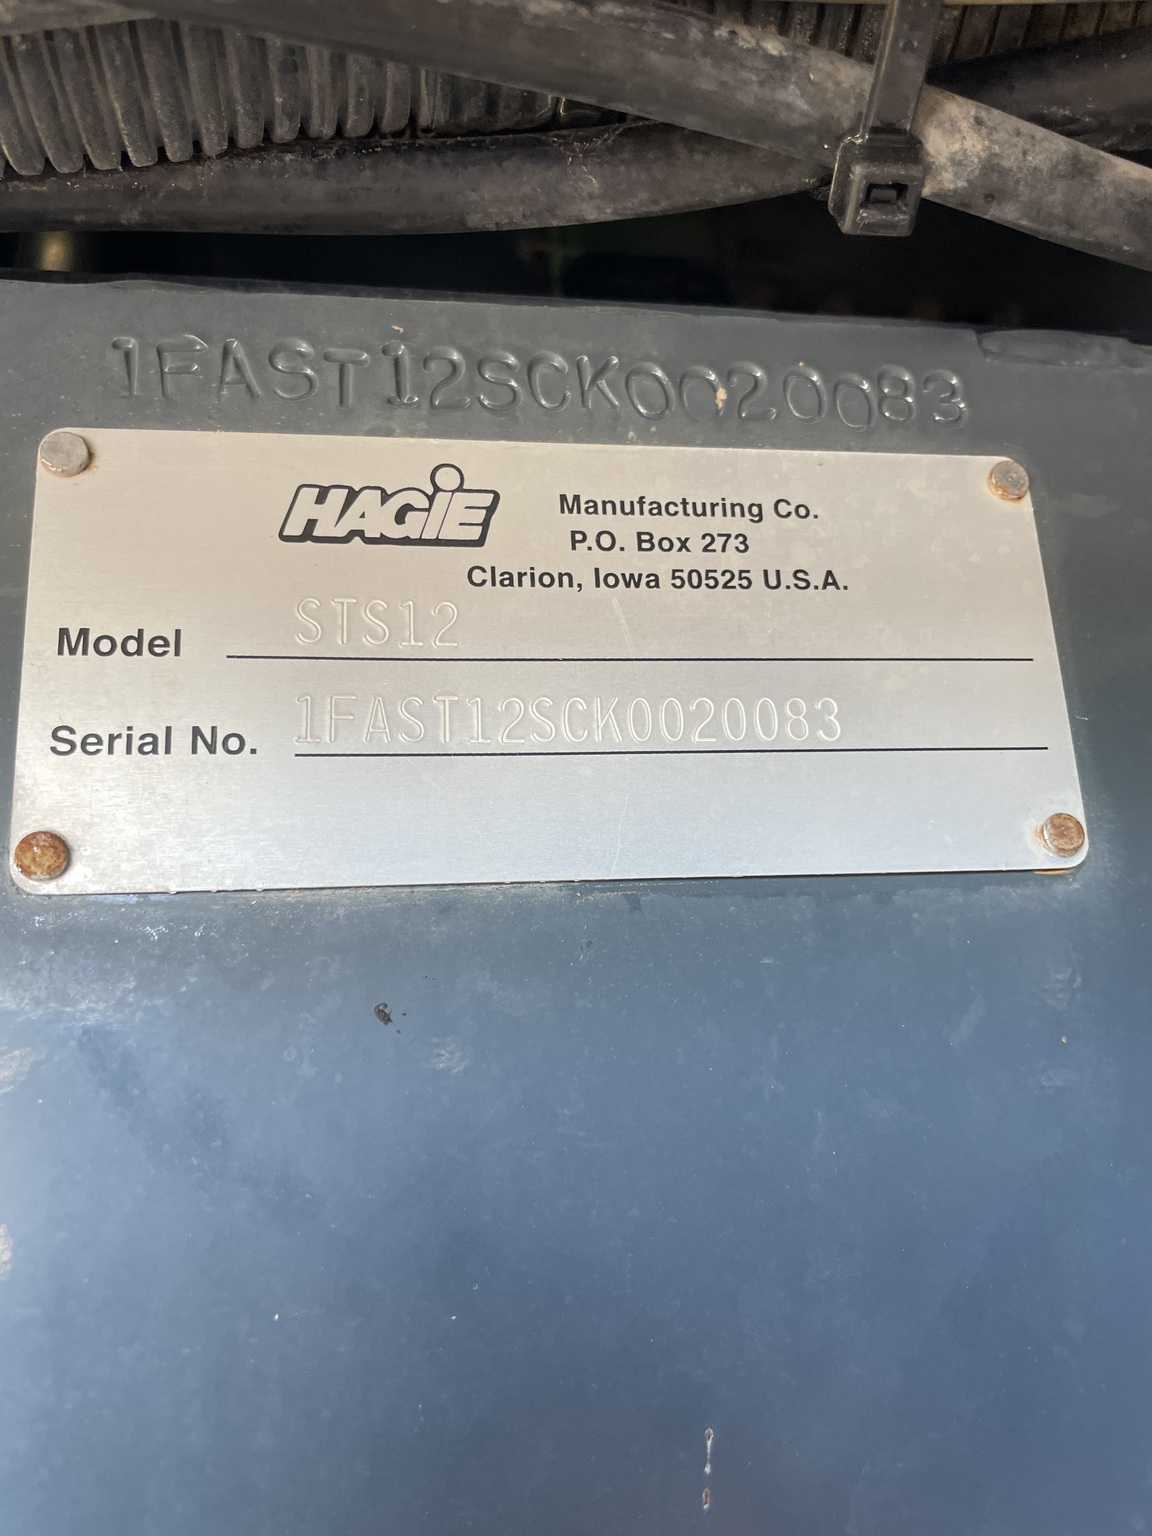 1FAST12SCK0020083
HAGIE
Manufacturing Co.
P.O. Box 273
Clarion, Iowa 50525 U.S.A.
Model STS12
Serial No. 1FAST12SCK0020083